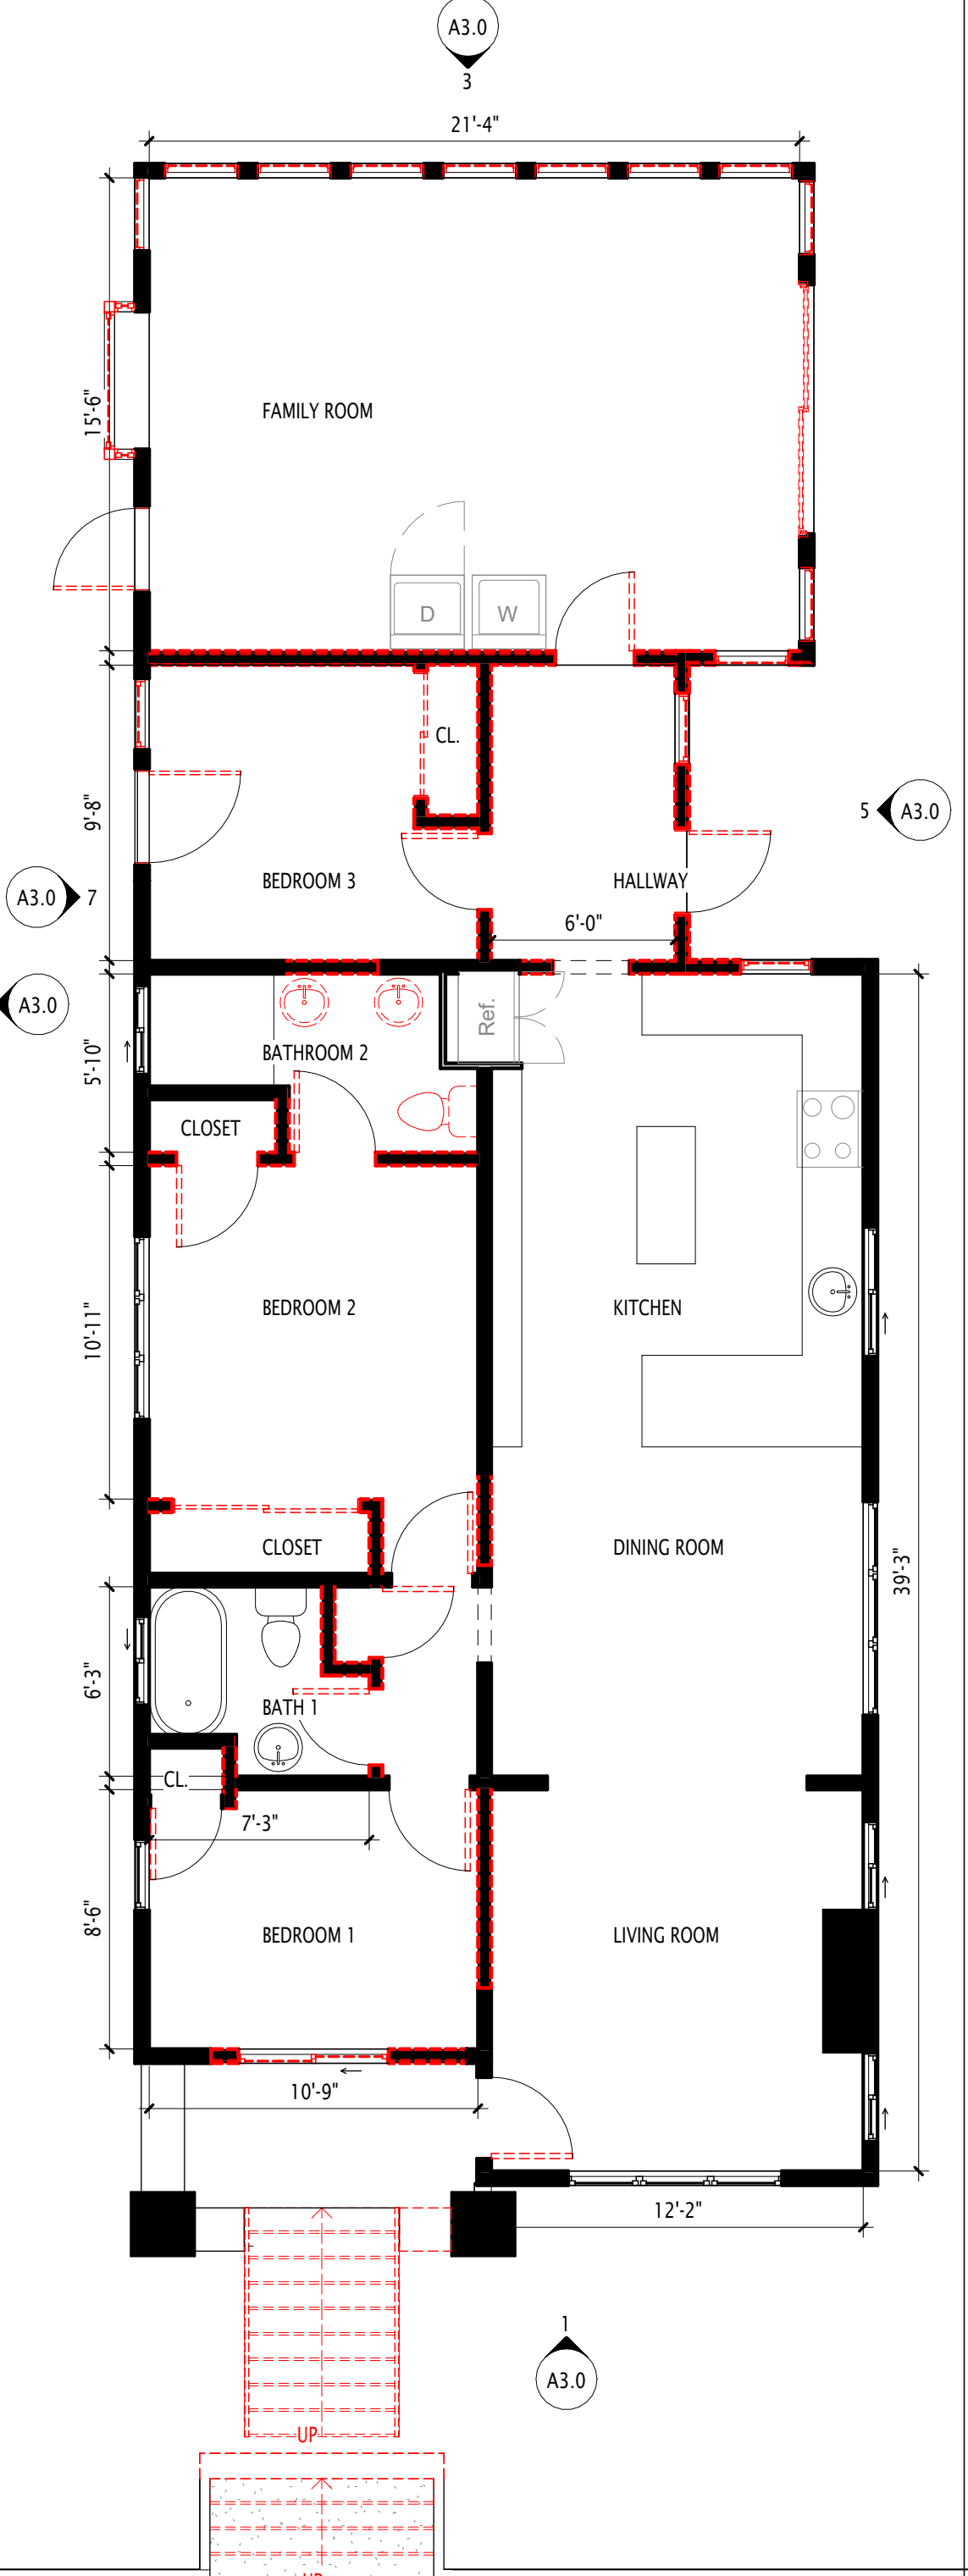 A3.0
3
21'-4"
15'-6"
FAMILY ROOM
D
W
CL.
9'-8"
5
A3.0
BEDROOM 3
HALLWAY
A3.0
7
6'-0"
A3.0
Ref.
5'-10"
BATHROOM 2
CLOSET
10'-11"
BEDROOM 2
KITCHEN
CLOSET
DINING ROOM
39'-3"
6'-3"
BATH 1
CL.
7'-3"
8'-6"
BEDROOM 1
LIVING ROOM
10'-9"
12'-2"
1
A3.0
UP